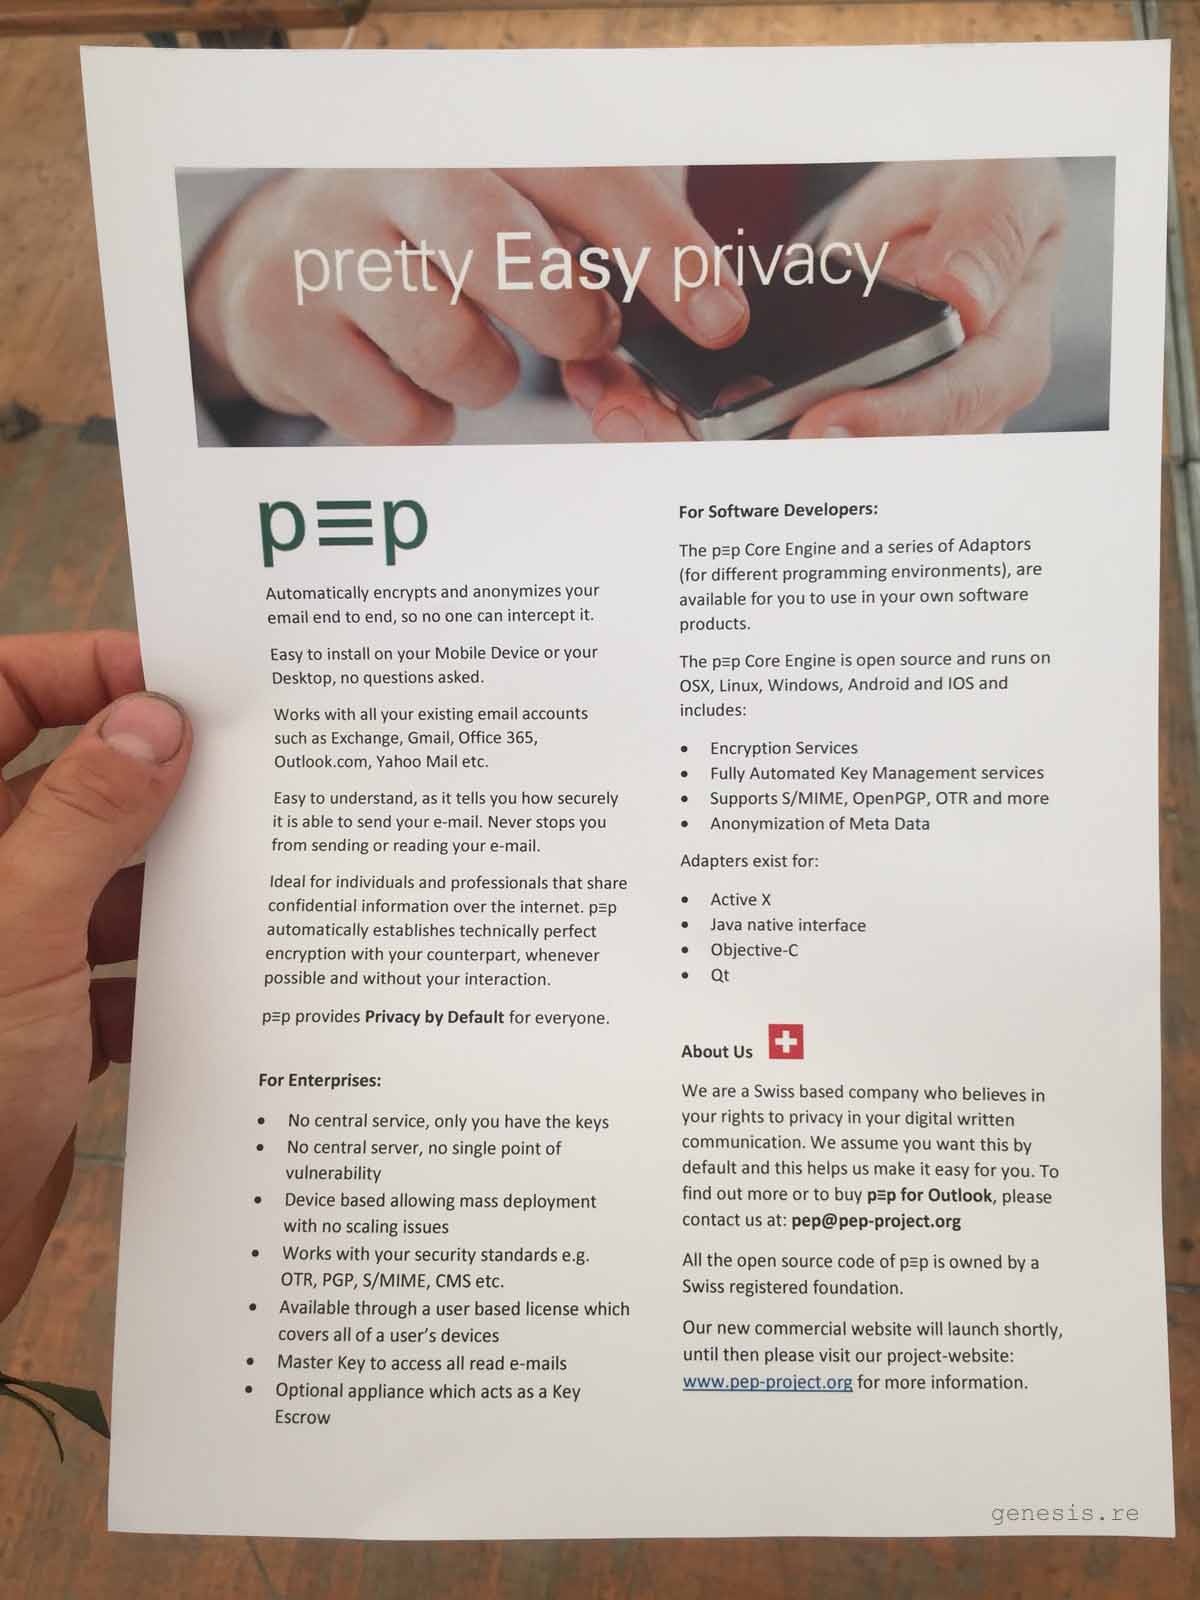 pretty Easy privacy
p≡p
Automatically encrypts and anonymizes your
email end to end, so no one can intercept it.
Easy to install on your Mobile Device or your
Desktop, no questions asked.
Works with all your existing email accounts
such as Exchange, Gmail, Office 365,
Outlook.com, Yahoo Mail etc.
Easy to understand, as it tells you how securely
it is able to send your e-mail. Never stops you
from sending or reading your e-mail.
Ideal for individuals and professionals that share
confidential information over the internet. p≡p
automatically establishes technically perfect
encryption with your counterpart, whenever
possible and without your interaction.
p≡p provides Privacy by Default for everyone.
For Enterprises:
• No central service, only you have the keys
• No central server, no single point of
vulnerability
• Device based allowing mass deployment
with no scaling issues
• Works with your security standards e.g.
OTR, PGP, S/MIME, CMS etc.
• Available through a user based license which
covers all of a user's devices
• Master Key to access all read e-mails
• Optional appliance which acts as a Key
Escrow
For Software Developers:
The p≡p Core Engine and a series of Adaptors
(for different programming environments), are
available for you to use in your own software
products.
The p≡p Core Engine is open source and runs on
OSX, Linux, Windows, Android and IOS and
includes:
• Encryption Services
• Fully Automated Key Management services
• Supports S/MIME, OpenPGP, OTR and more
• Anonymization of Meta Data
Adapters exist for:
• Active X
• Java native interface
• Objective-C
• Qt
About Us
We are a Swiss based company who believes in
your rights to privacy in your digital written
communication. We assume you want this by
default and this helps us make it easy for you. To
find out more or to buy p≡p for Outlook, please
contact us at: pep@pep-project.org
All the open source code of p≡p is owned by a
Swiss registered foundation.
Our new commercial website will launch shortly,
until then please visit our project-website:
www.pep-project.org for more information.
genesis.re